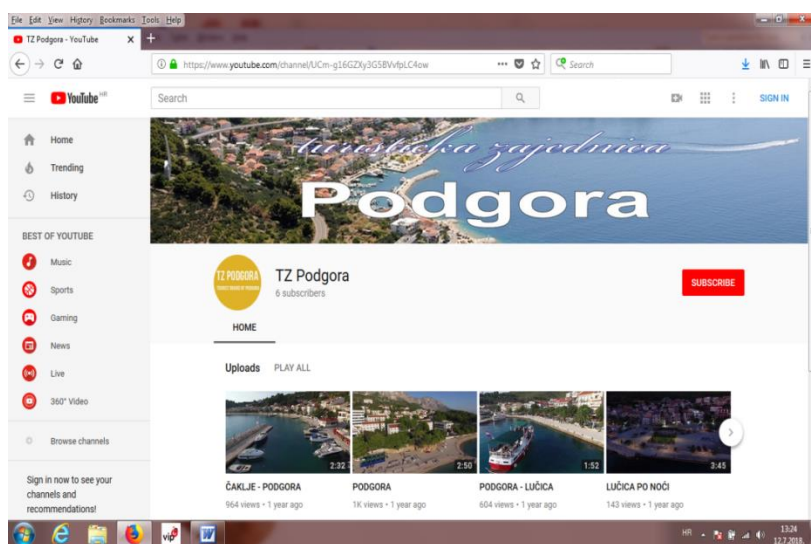 File Edit View History Bookmarks Tools Help
TZ Podgora - YouTube
https://www.youtube.com/channel/UCm-g16GZXy3G5BVvfpLC4ow
Search
YouTube HR
Search
SIGN IN
Home
Trending
History
BEST OF YOUTUBE
Music
Sports
Gaming
News
Live
360° Video
Browse channels
Sign in now to see your
channels and
recommendations!
turistička zajednica
Podgora
TZ PODGORA
TZ Podgora
6 subscribers
SUBSCRIBE
HOME
Uploads PLAY ALL
2:32
2:50
1:52
3:45
ČAKLJE - PODGORA
964 views • 1 year ago
PODGORA
1K views • 1 year ago
PODGORA - LUČICA
604 views • 1 year ago
LUČICA PO NOĆI
143 views • 1 year ago
vip
HR
13:24
12.7.2018.